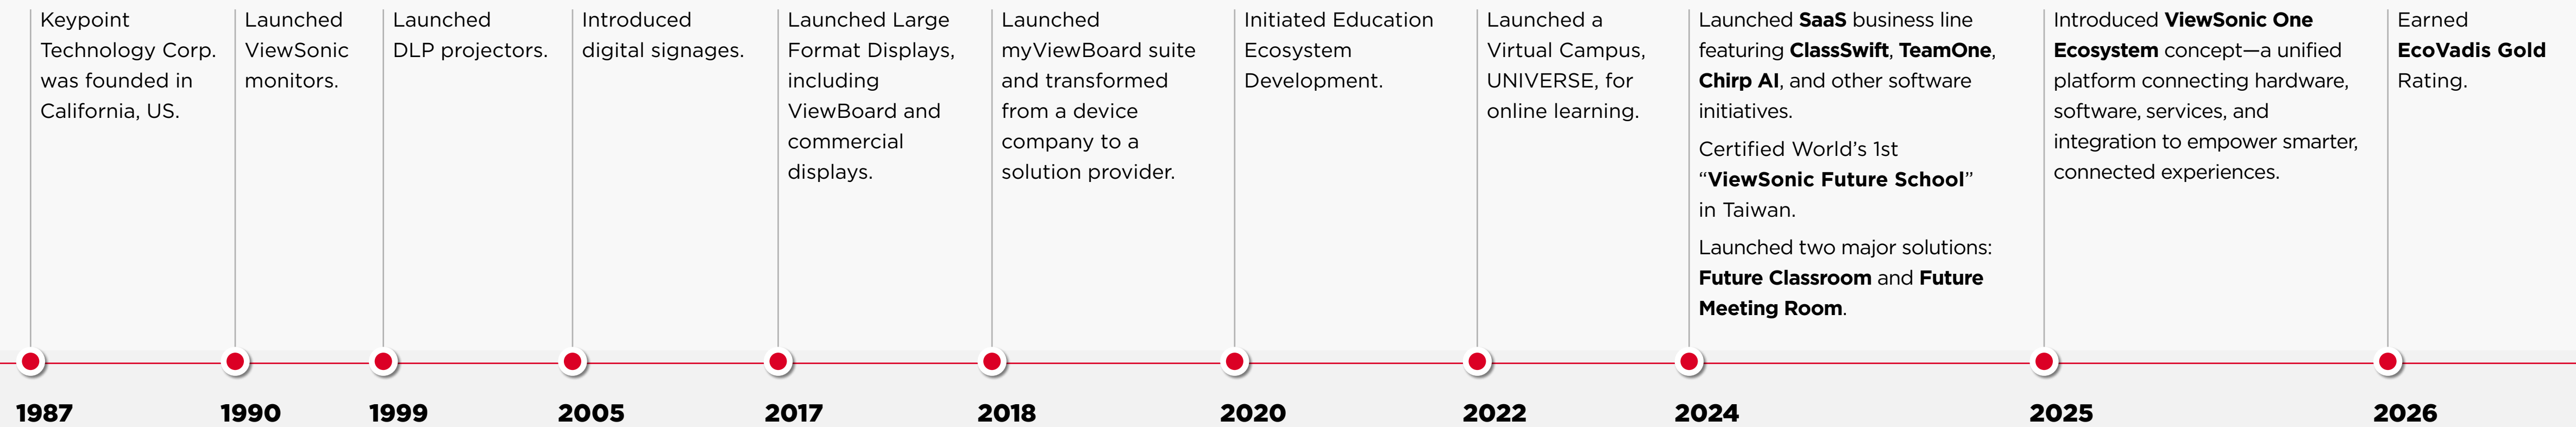 Keypoint
Technology Corp.
was founded in
California, US.
1987
Launched
ViewSonic
monitors.
1990
Launched
DLP projectors.
1999
Introduced
digital signages.
2005
Launched Large
Format Displays,
including
ViewBoard and
commercial
displays.
2017
Launched
myViewBoard suite
and transformed
from a device
company to a
solution provider.
2018
Initiated Education
Ecosystem
Development.
2020
Launched a
Virtual Campus,
UNIVERSE, for
online learning.
2022
Launched SaaS business line
featuring ClassSwift, TeamOne,
Chirp AI, and other software
initiatives.
Certified World’s 1st
“ViewSonic Future School”
in Taiwan.
Launched two major solutions:
Future Classroom and Future
Meeting Room.
2024
Introduced ViewSonic One
Ecosystem concept—a unified
platform connecting hardware,
software, services, and
integration to empower smarter,
connected experiences.
2025
Earned
EcoVadis Gold
Rating.
2026